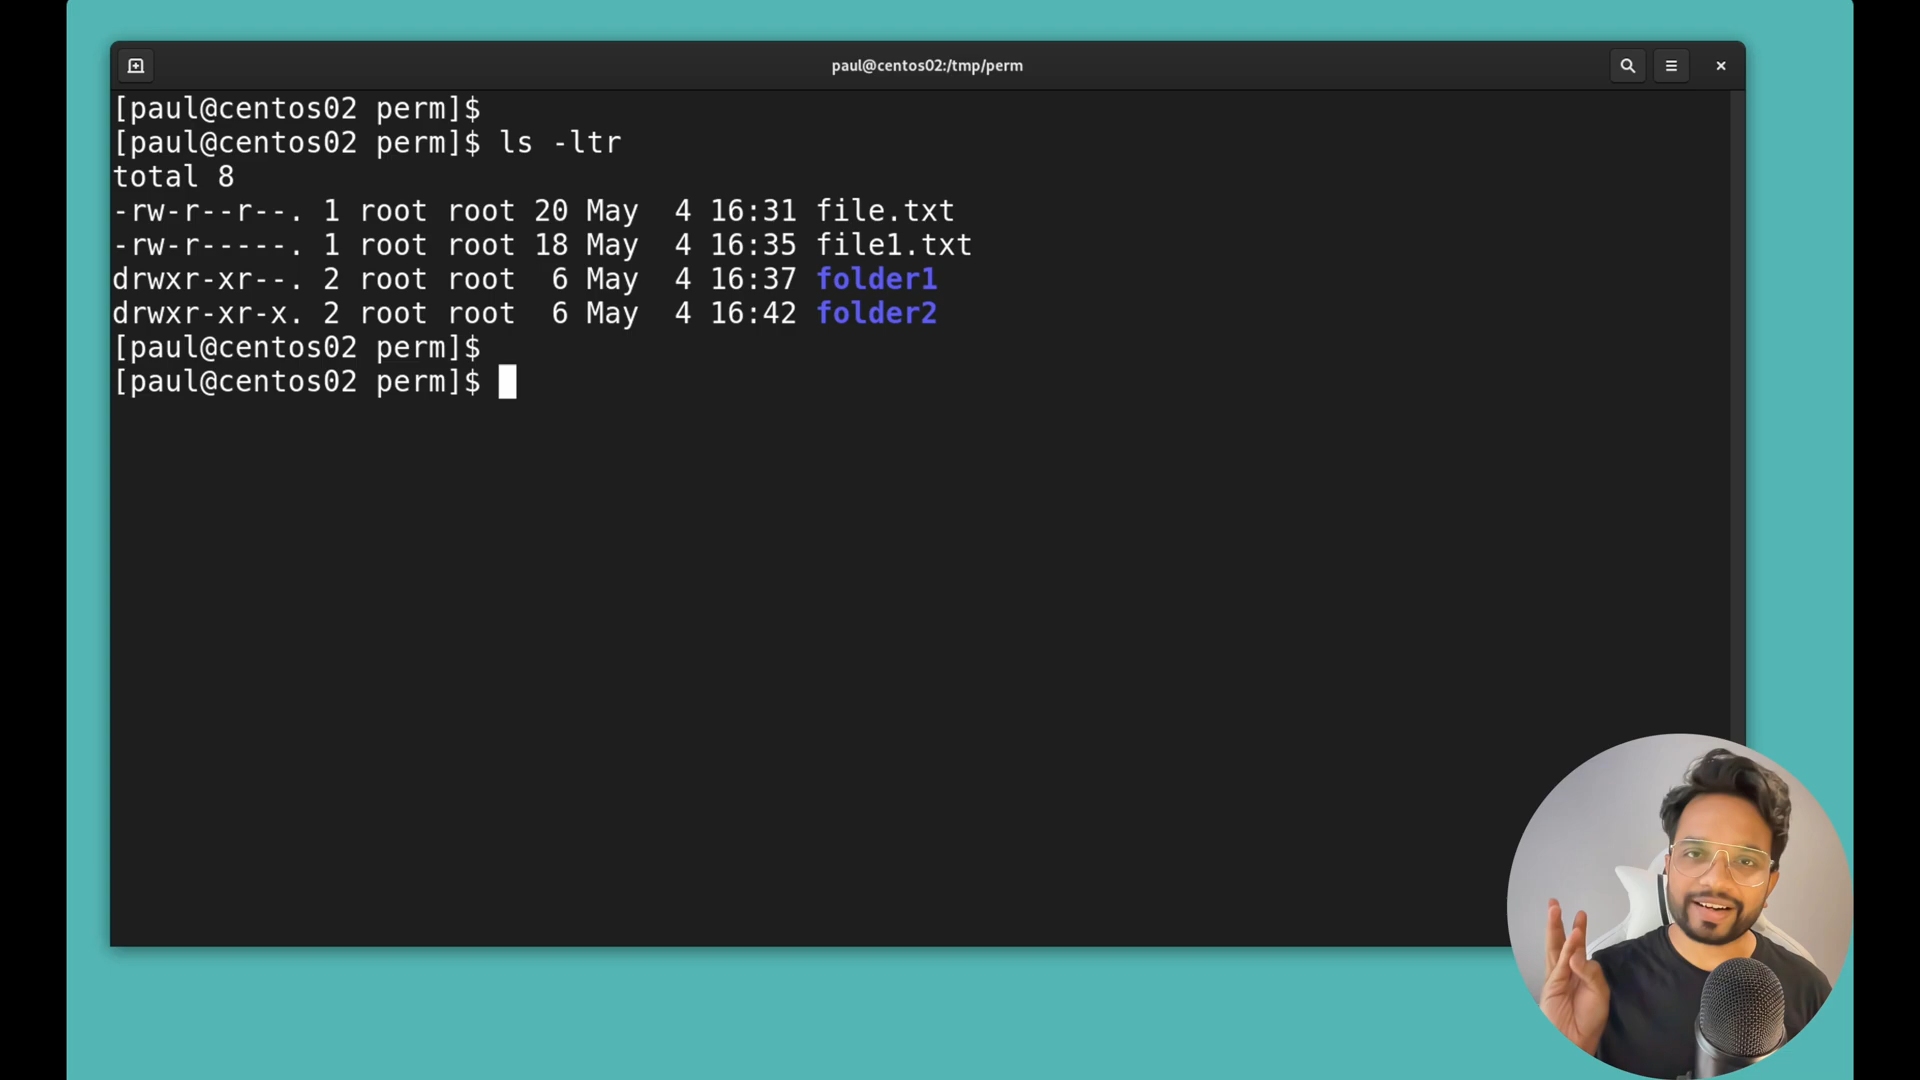 paul@centos02:/tmp/perm
[paul@centos02 perm]$
[paul@centos02 perm]$ ls -ltr
total 8
-rw-r--r--. 1 root root 20 May  4 16:31 file.txt
-rw-r-----. 1 root root 18 May  4 16:35 file1.txt
drwxr-xr--. 2 root root  6 May  4 16:37 folder1
drwxr-xr-x. 2 root root  6 May  4 16:42 folder2
[paul@centos02 perm]$
[paul@centos02 perm]$